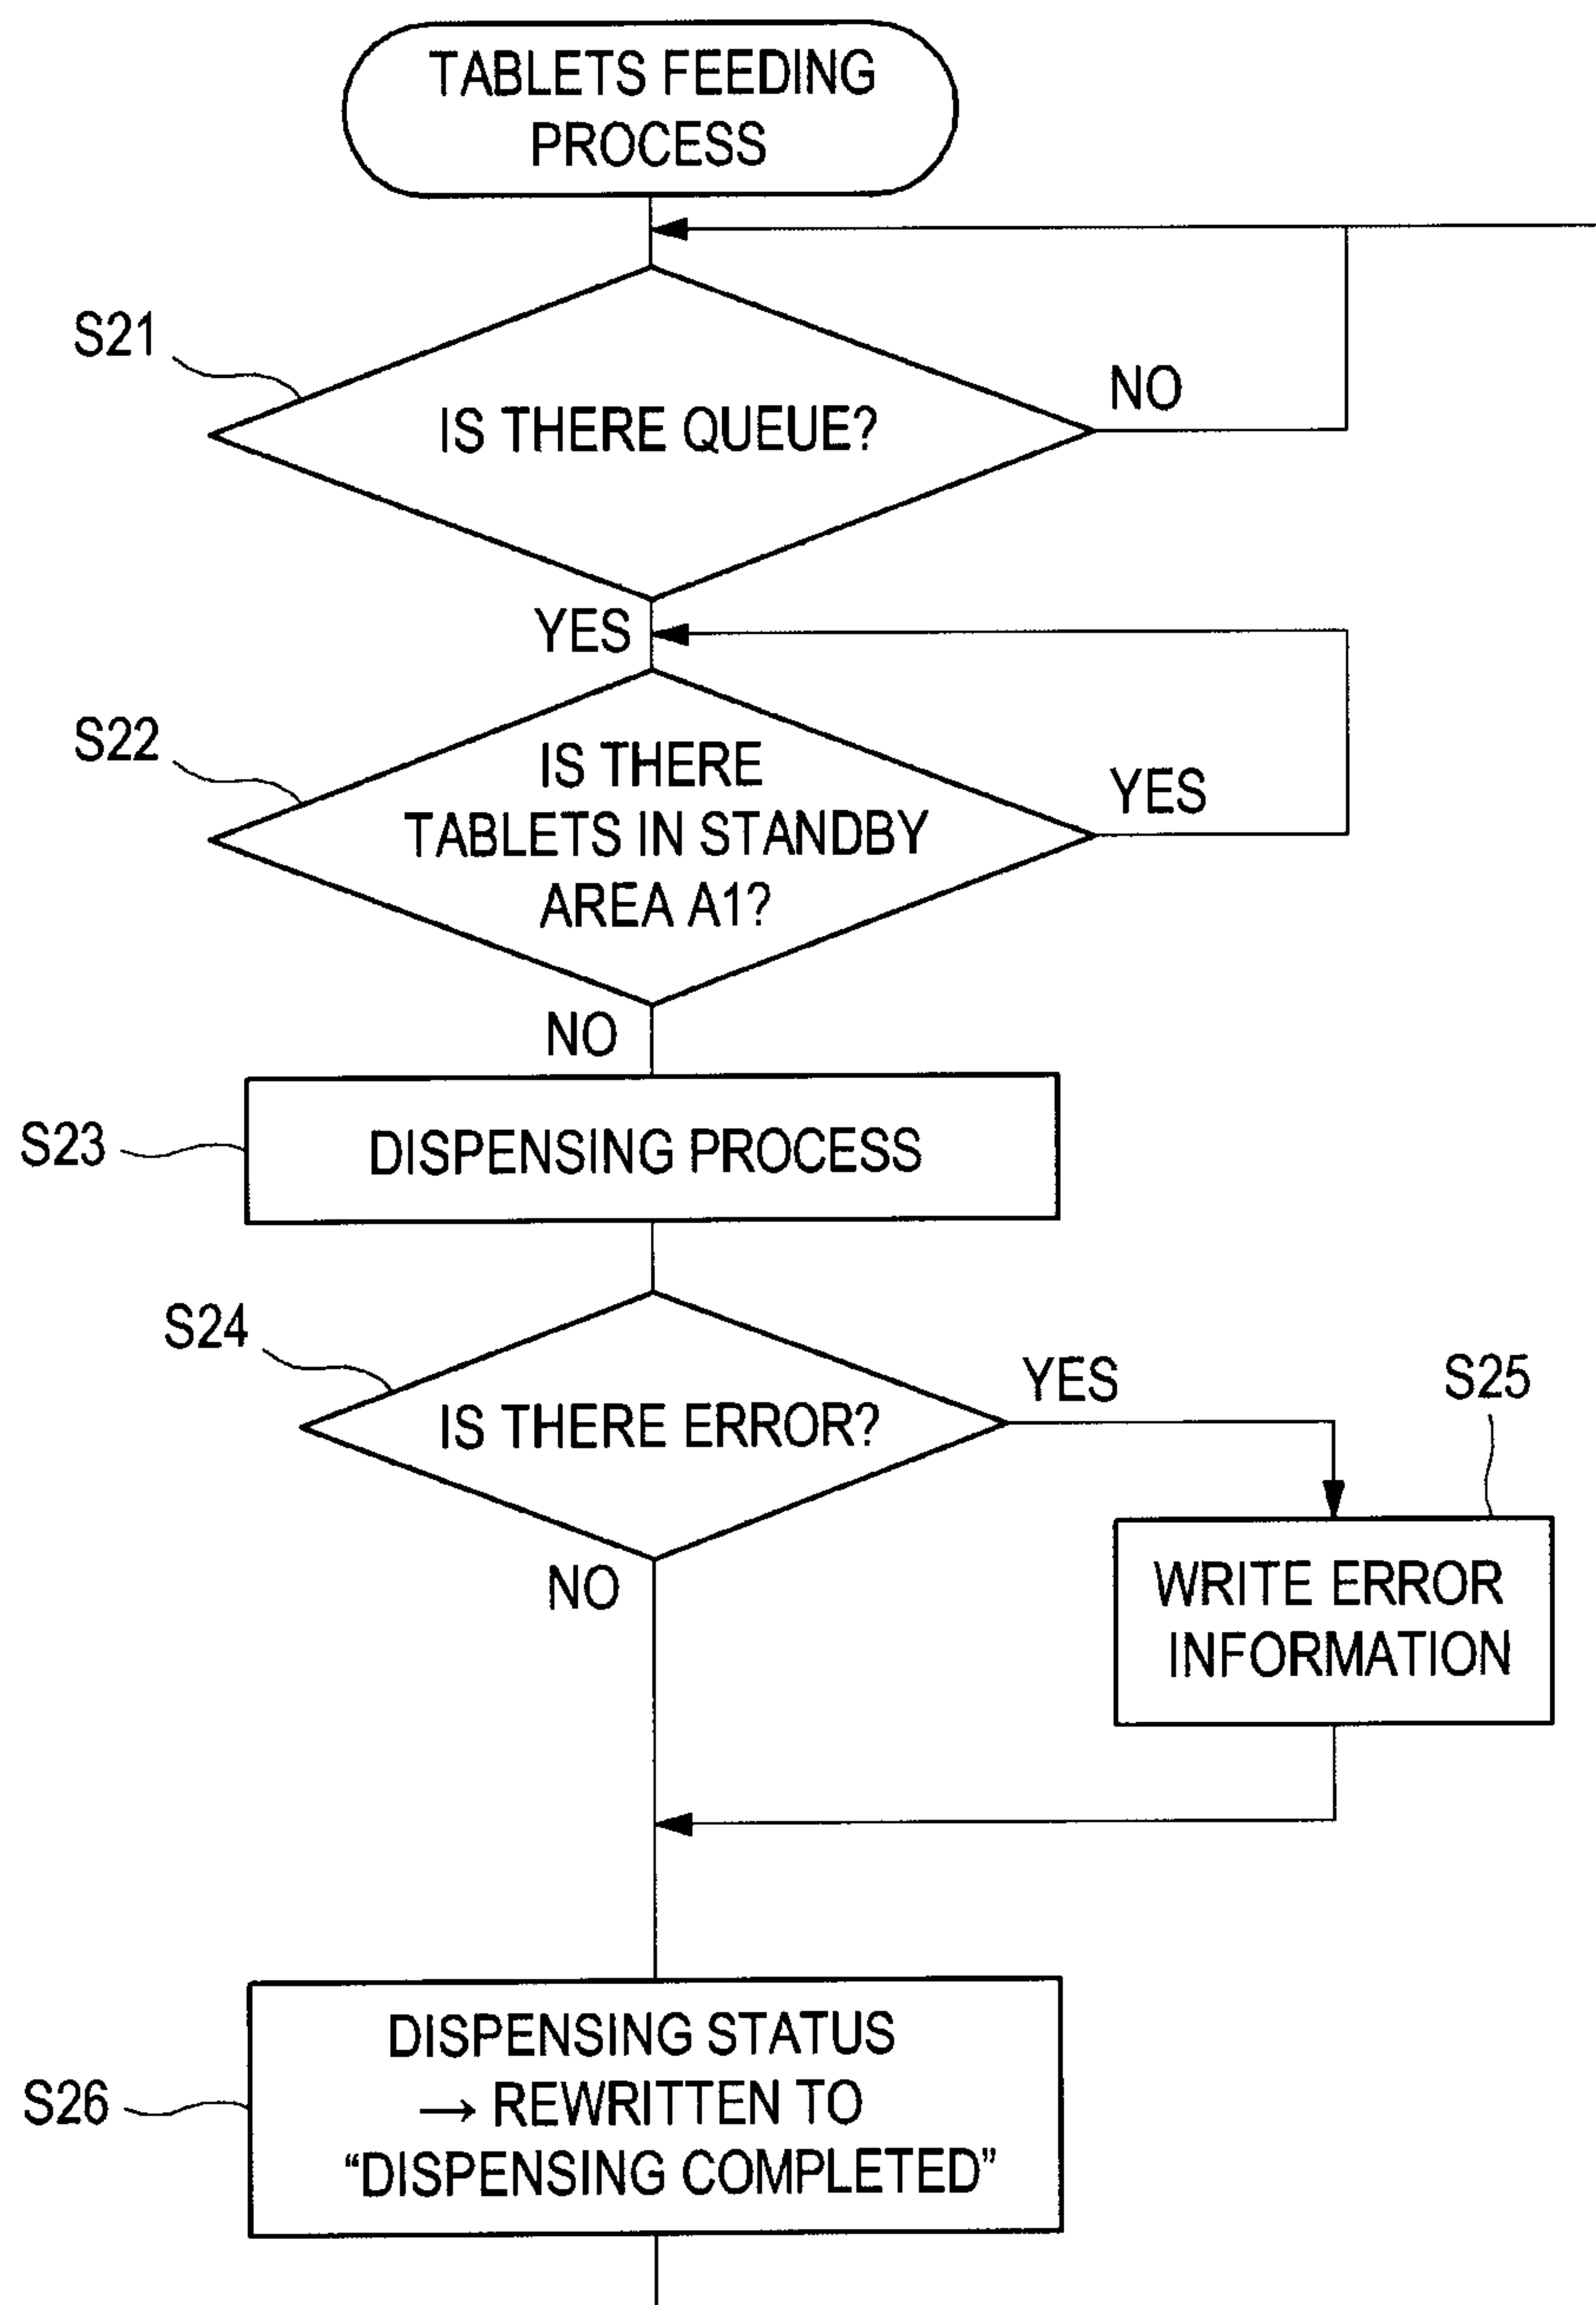 TABLETS FEEDING
PROCESS
S21
IS THERE QUEUE?
NO
YES
S22
IS THERE
TABLETS IN STANDBY
AREA A1?
YES
NO
S23
DISPENSING PROCESS
S24
IS THERE ERROR?
YES
S25
NO
WRITE ERROR
INFORMATION
S26
DISPENSING STATUS
→ REWRITTEN TO
“DISPENSING COMPLETED”